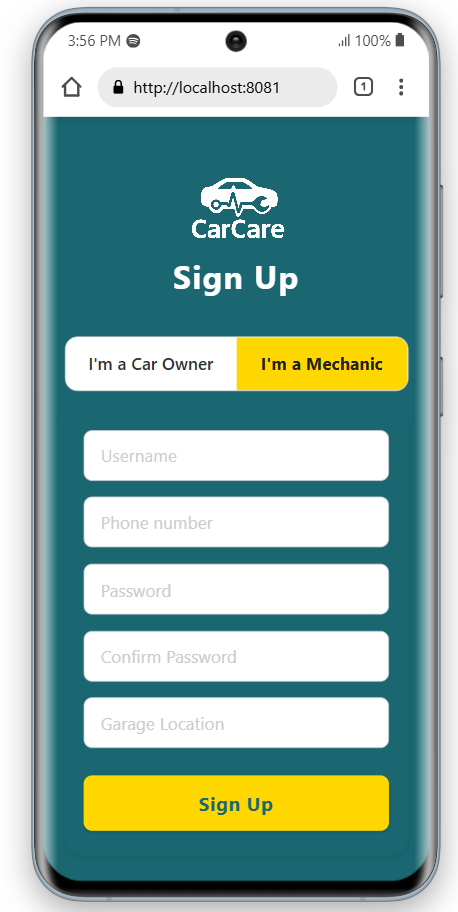 3:56 PM 100%
http://localhost:8081 1
CarCare
Sign Up
I'm a Car Owner I'm a Mechanic
Username
Phone number
Password
Confirm Password
Garage Location
Sign Up